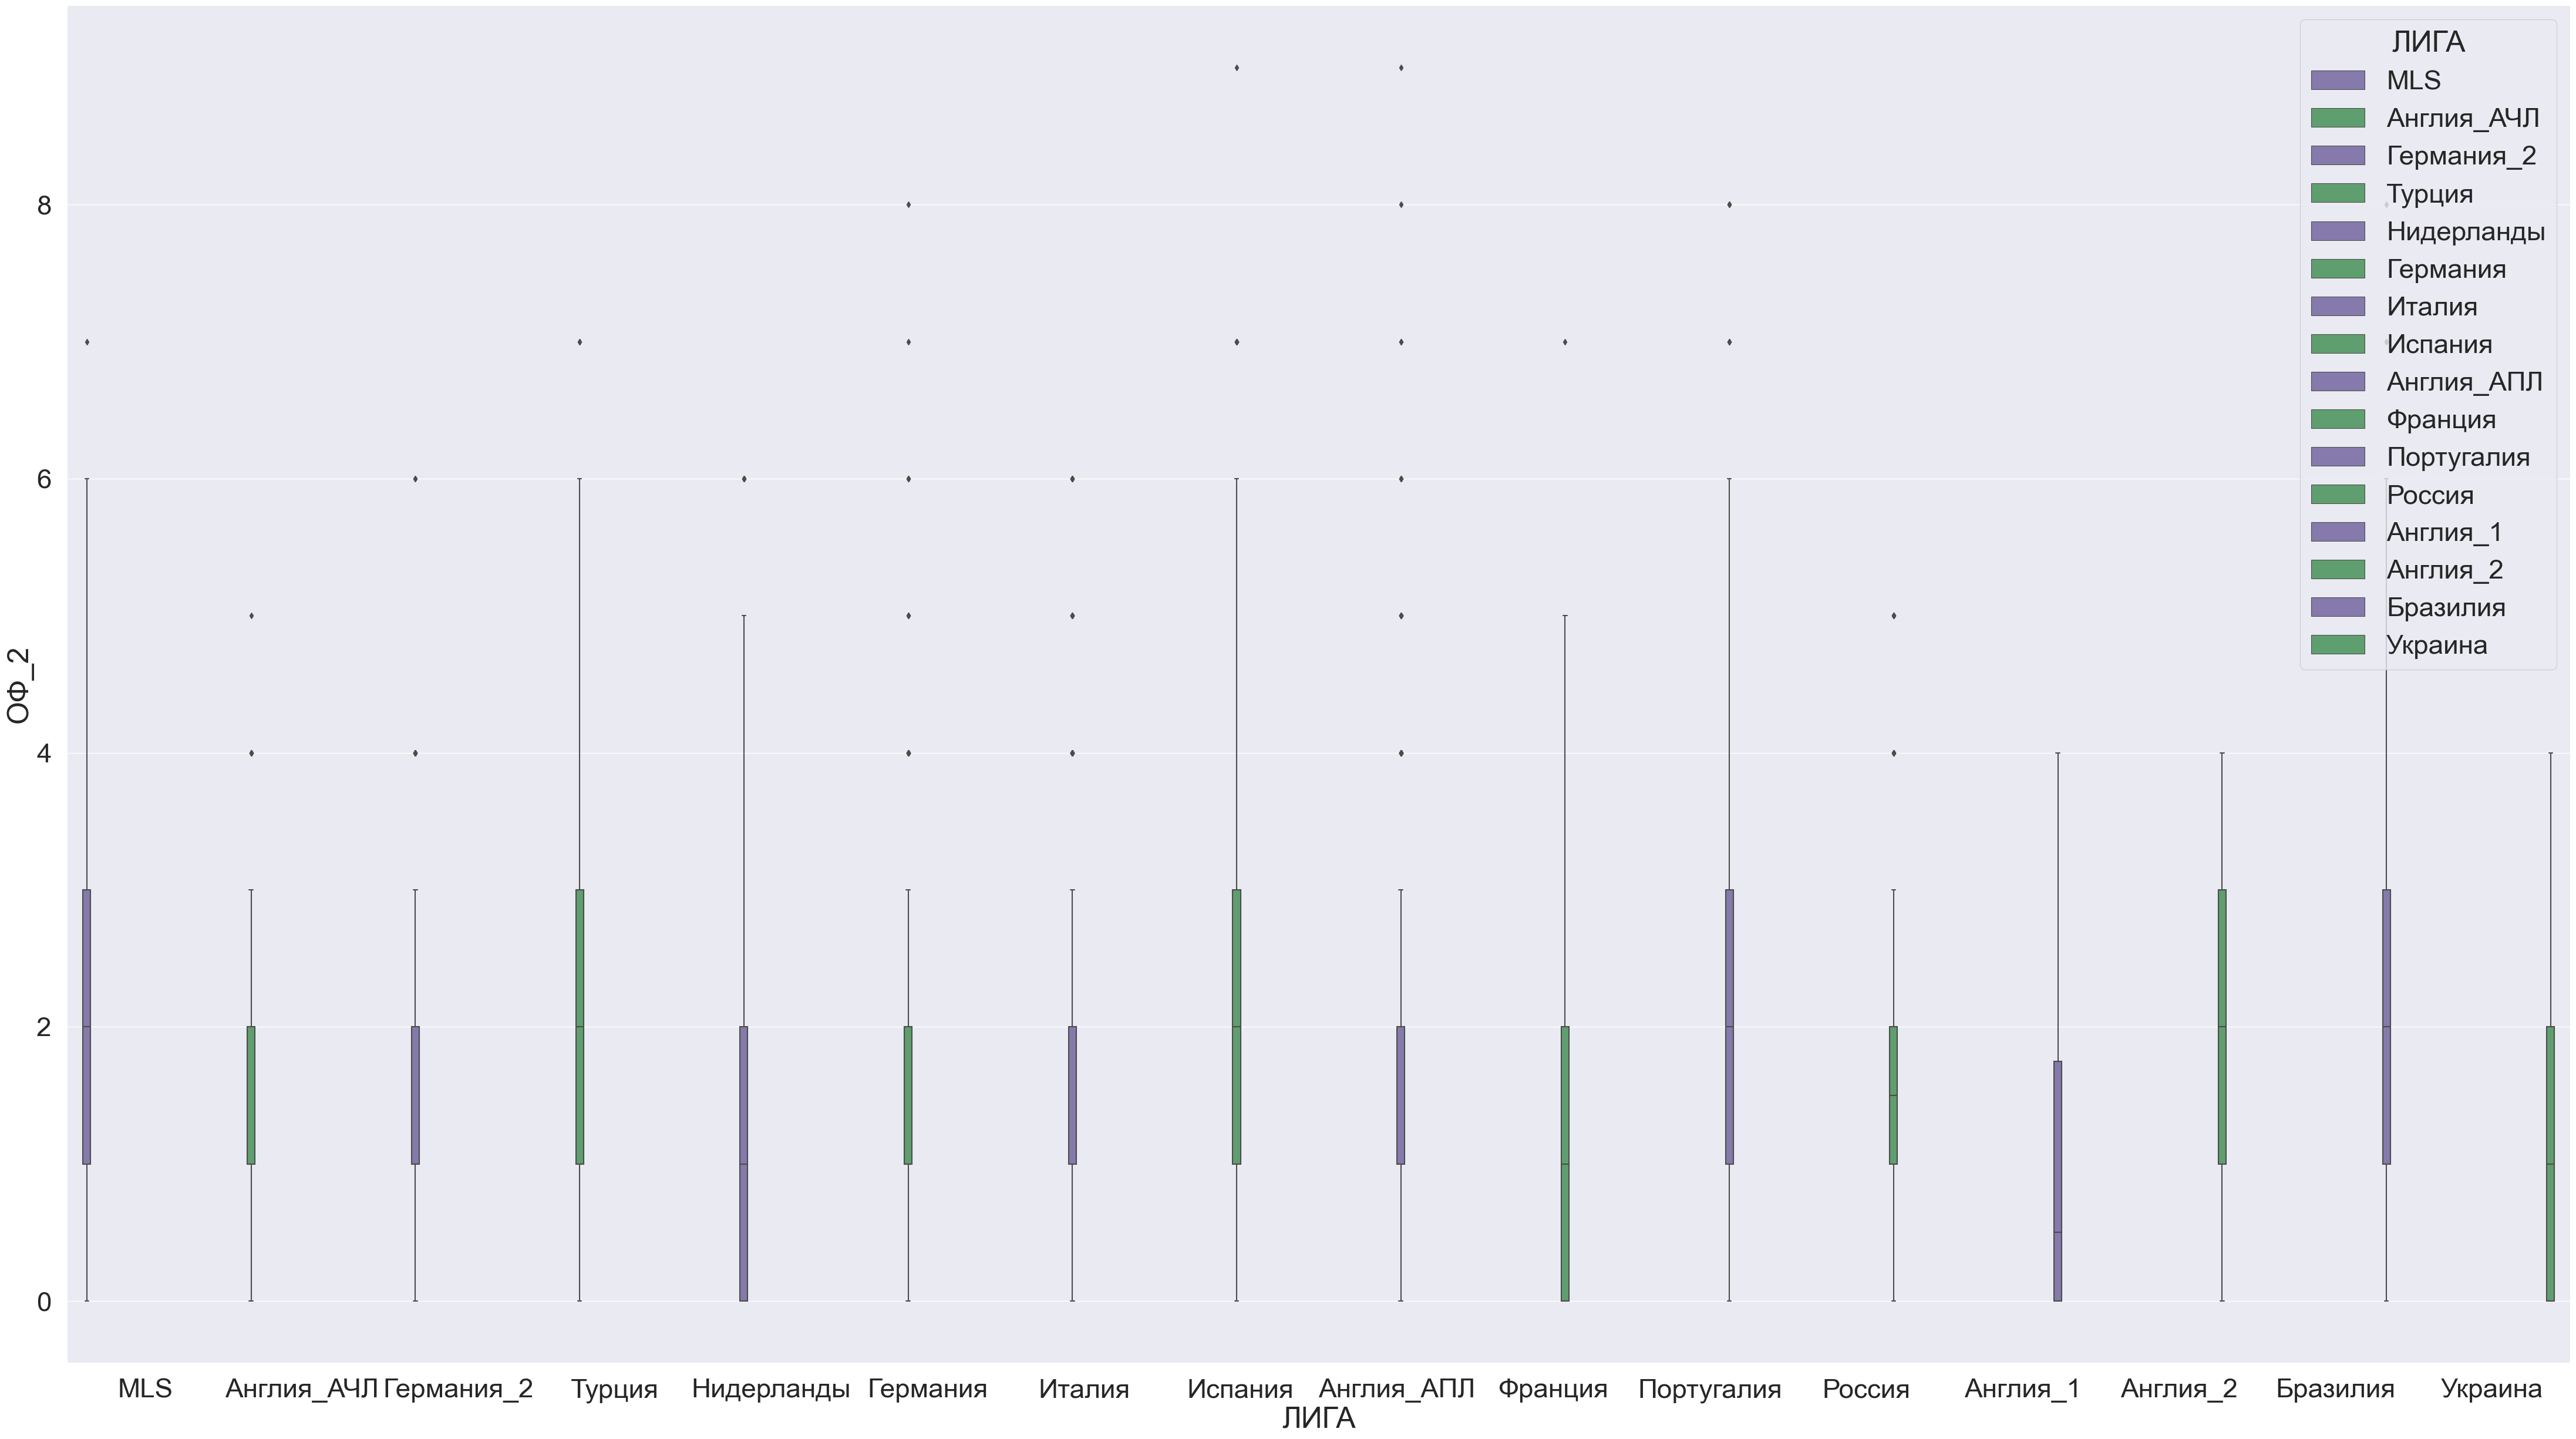 ЛИГА
MLS
Англия_АЧЛ
Германия_2
Турция
Нидерланды
Германия
Италия
Испания
Англия_АПЛ
Франция
Португалия
Россия
Англия_1
Англия_2
Бразилия
Украина
8
6
4
2
0
ОФ_2
MLS Англия_АЧЛ Германия_2 Турция Нидерланды Германия Италия Испания Англия_АПЛ Франция Португалия Россия Англия_1 Англия_2 Бразилия Украина
ЛИГА